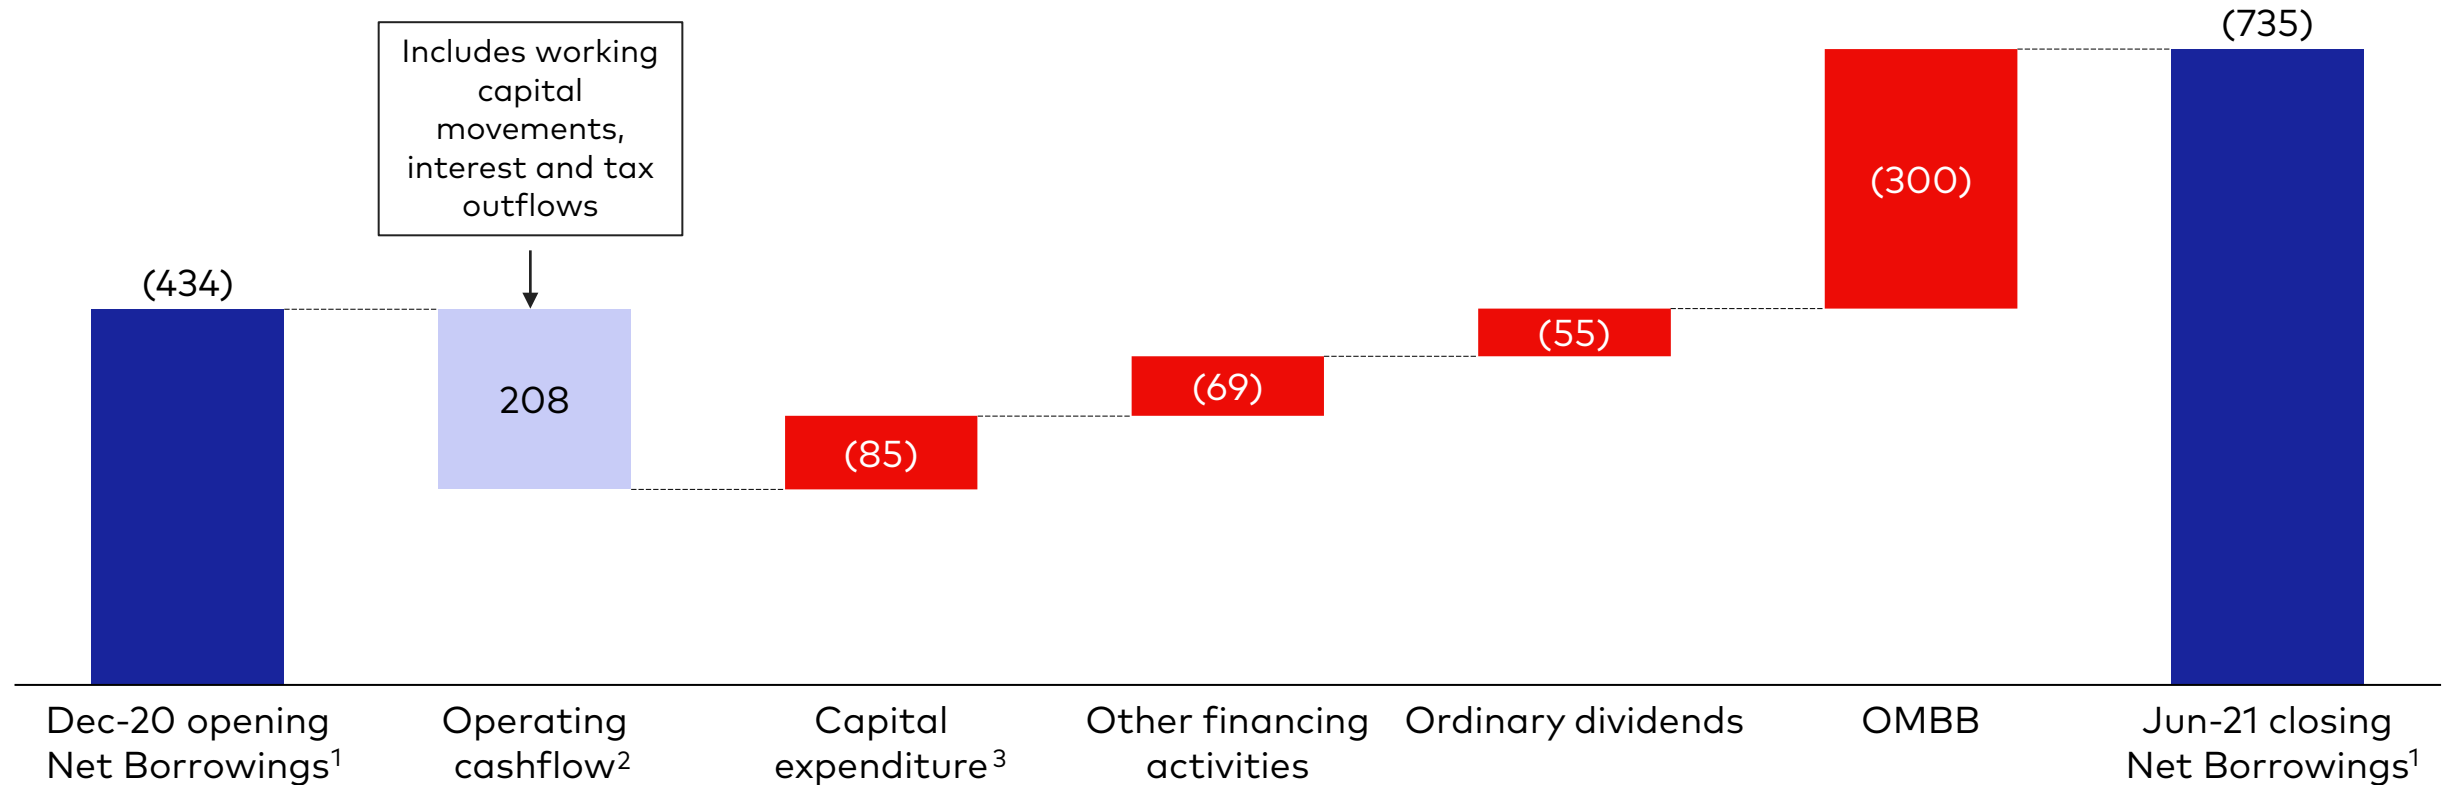 Includes working
capital
movements,
interest and tax
outflows
(434)
208
(85)
(69)
(55)
(300)
(735)
Dec-20 opening
Net Borrowings1
Operating
cashflow2
Capital
expenditure3
Other financing
activities
Ordinary dividends
OMBB
Jun-21 closing
Net Borrowings1